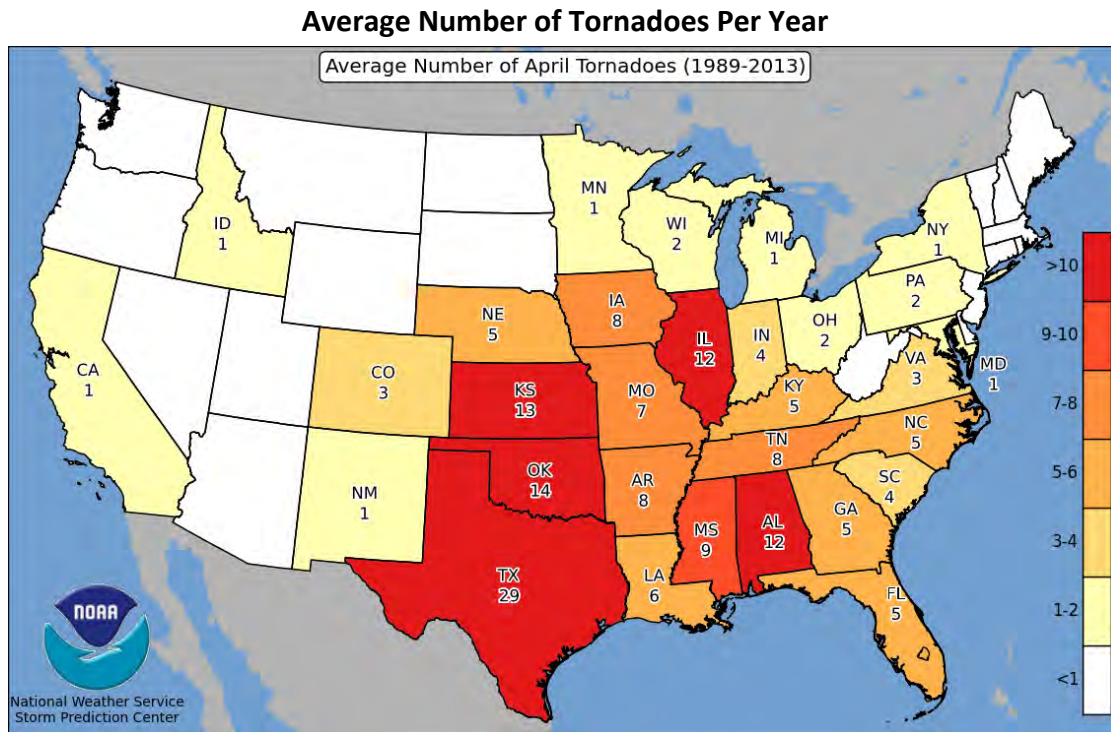 Average Number of Tornadoes Per Year
Average Number of April Tornadoes (1989-2013)
MN
1
ID
1
WI
2
MI
1
NY
1
>10
PA
2
IA
8
NE
5
OH
2
IN
4
IL
12
9-10
CA
1
CO
3
VA
3
MD
1
KS
13
MO
7
KY
5
7-8
NC
5
TN
8
OK
14
AR
8
SC
4
5-6
NM
1
GA
5
MS
9
AL
12
3-4
TX
29
LA
6
FL
5
1-2
NOAA
<1
National Weather Service
Storm Prediction Center